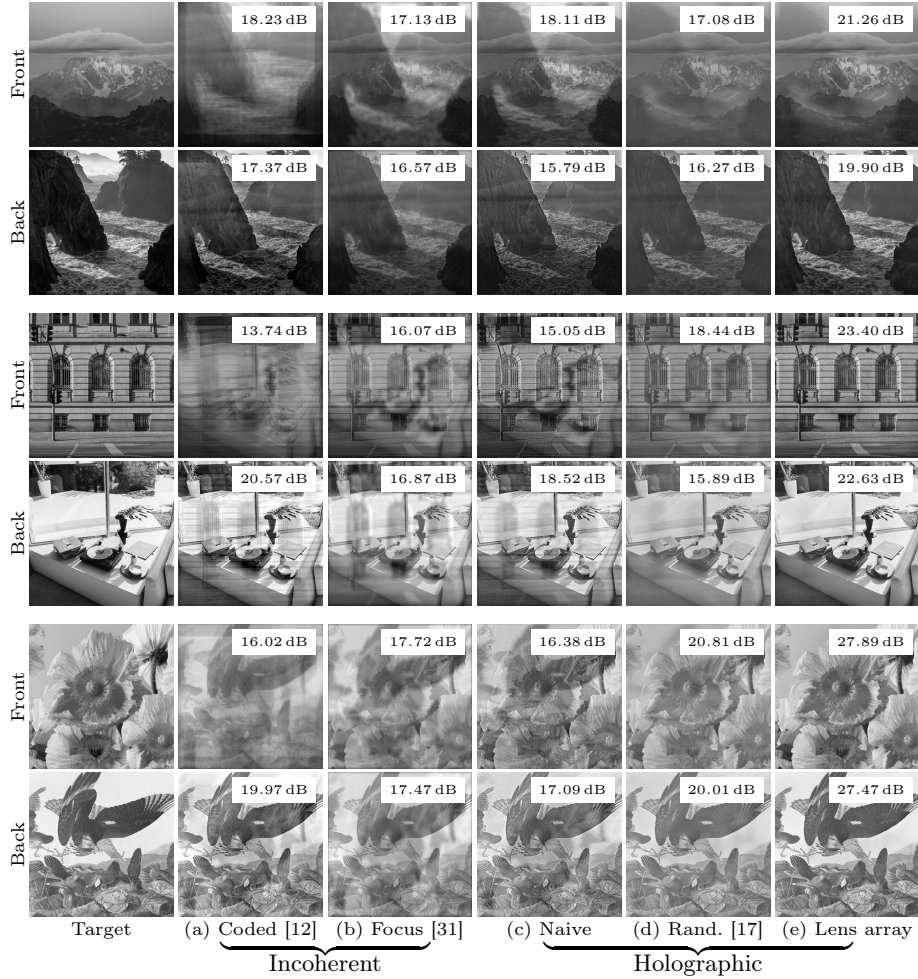 Front
18.23 dB
17.13 dB
18.11 dB
17.08 dB
21.26 dB
Back
17.37 dB
16.57 dB
15.79 dB
16.27 dB
19.90 dB
Front
13.74 dB
16.07 dB
15.05 dB
18.44 dB
23.40 dB
Back
20.57 dB
16.87 dB
18.52 dB
15.89 dB
22.63 dB
Front
16.02 dB
17.72 dB
16.38 dB
20.81 dB
27.89 dB
Back
19.97 dB
17.47 dB
17.09 dB
20.01 dB
27.47 dB
Target
(a) Coded [12]
(b) Focus [31]
(c) Naive
(d) Rand. [17]
(e) Lens array
Incoherent
Holographic